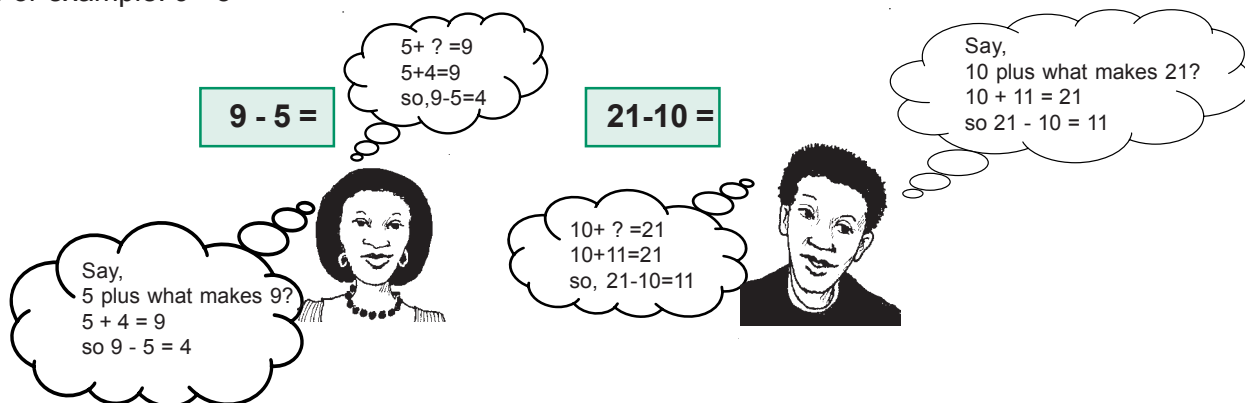 5+ ? =9
5+4=9
so,9-5=4
9 - 5 =
Say,
5 plus what makes 9?
5 + 4 = 9
so 9 - 5 = 4
21-10 =
Say,
10 plus what makes 21?
10 + 11 = 21
so 21 - 10 = 11
10+ ? =21
10+11=21
so, 21-10=11